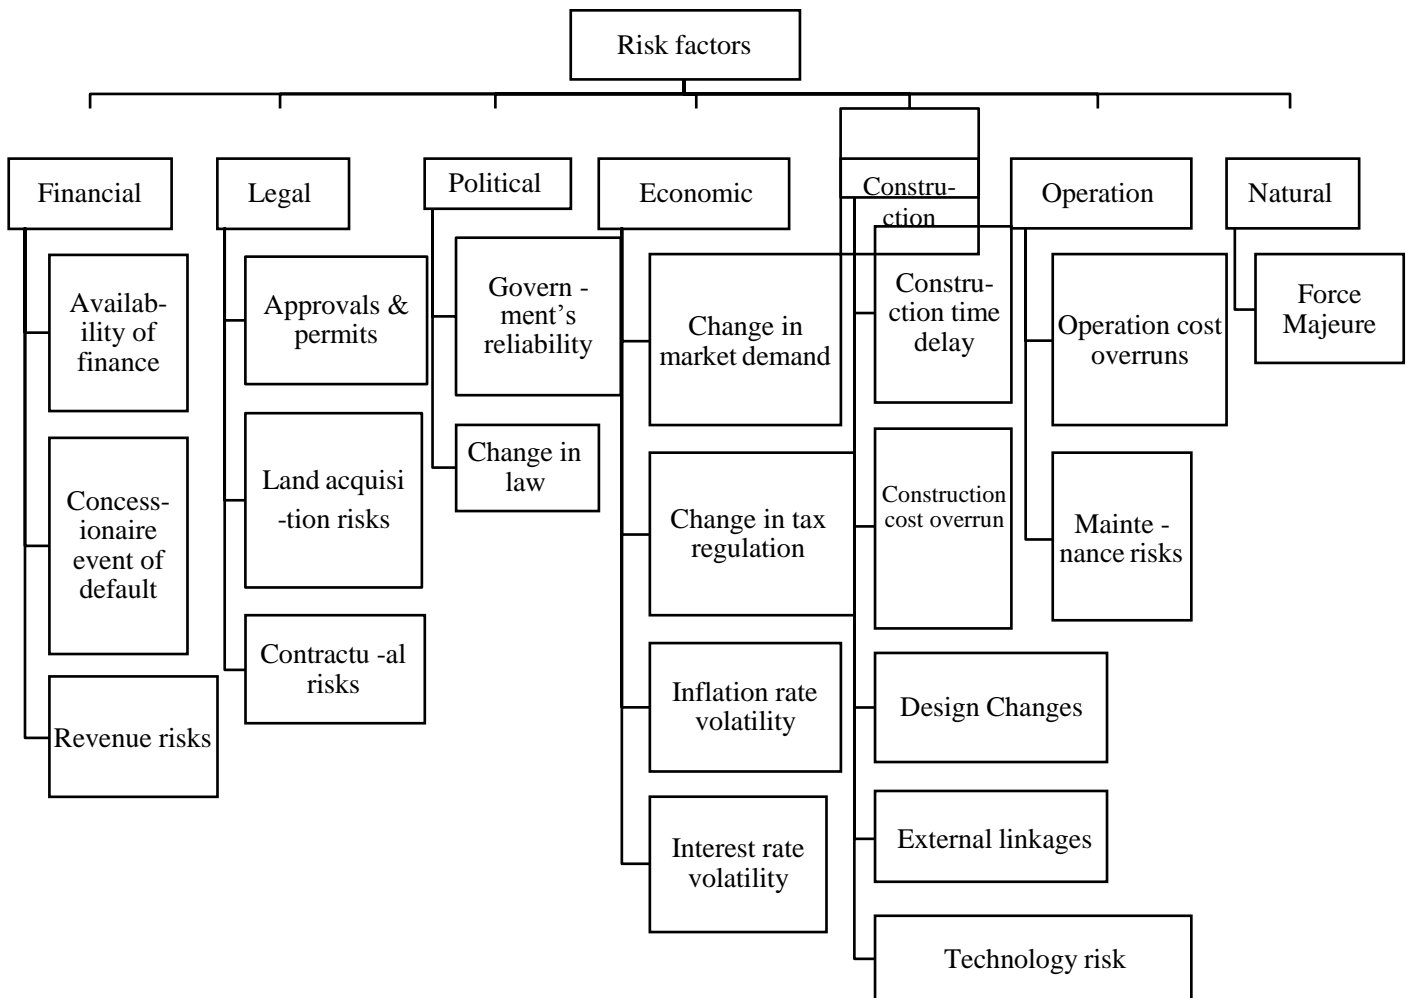 Risk factors
Financial
Availab-
ility of
finance
Concess-
ionaire
event of
default
Revenue risks
Legal
Approvals &
permits
Land acquisi
-tion risks
Contractu -al
risks
Political
Govern -
ment’s
reliability
Change in
law
Economic
Change in
market demand
Change in tax
regulation
Inflation rate
volatility
Interest rate
volatility
Constru-
ction
Constru-
ction time
delay
Construction
cost overrun
Design Changes
External linkages
Technology risk
Operation
Operation cost
overruns
Mainte -
nance risks
Natural
Force
Majeure